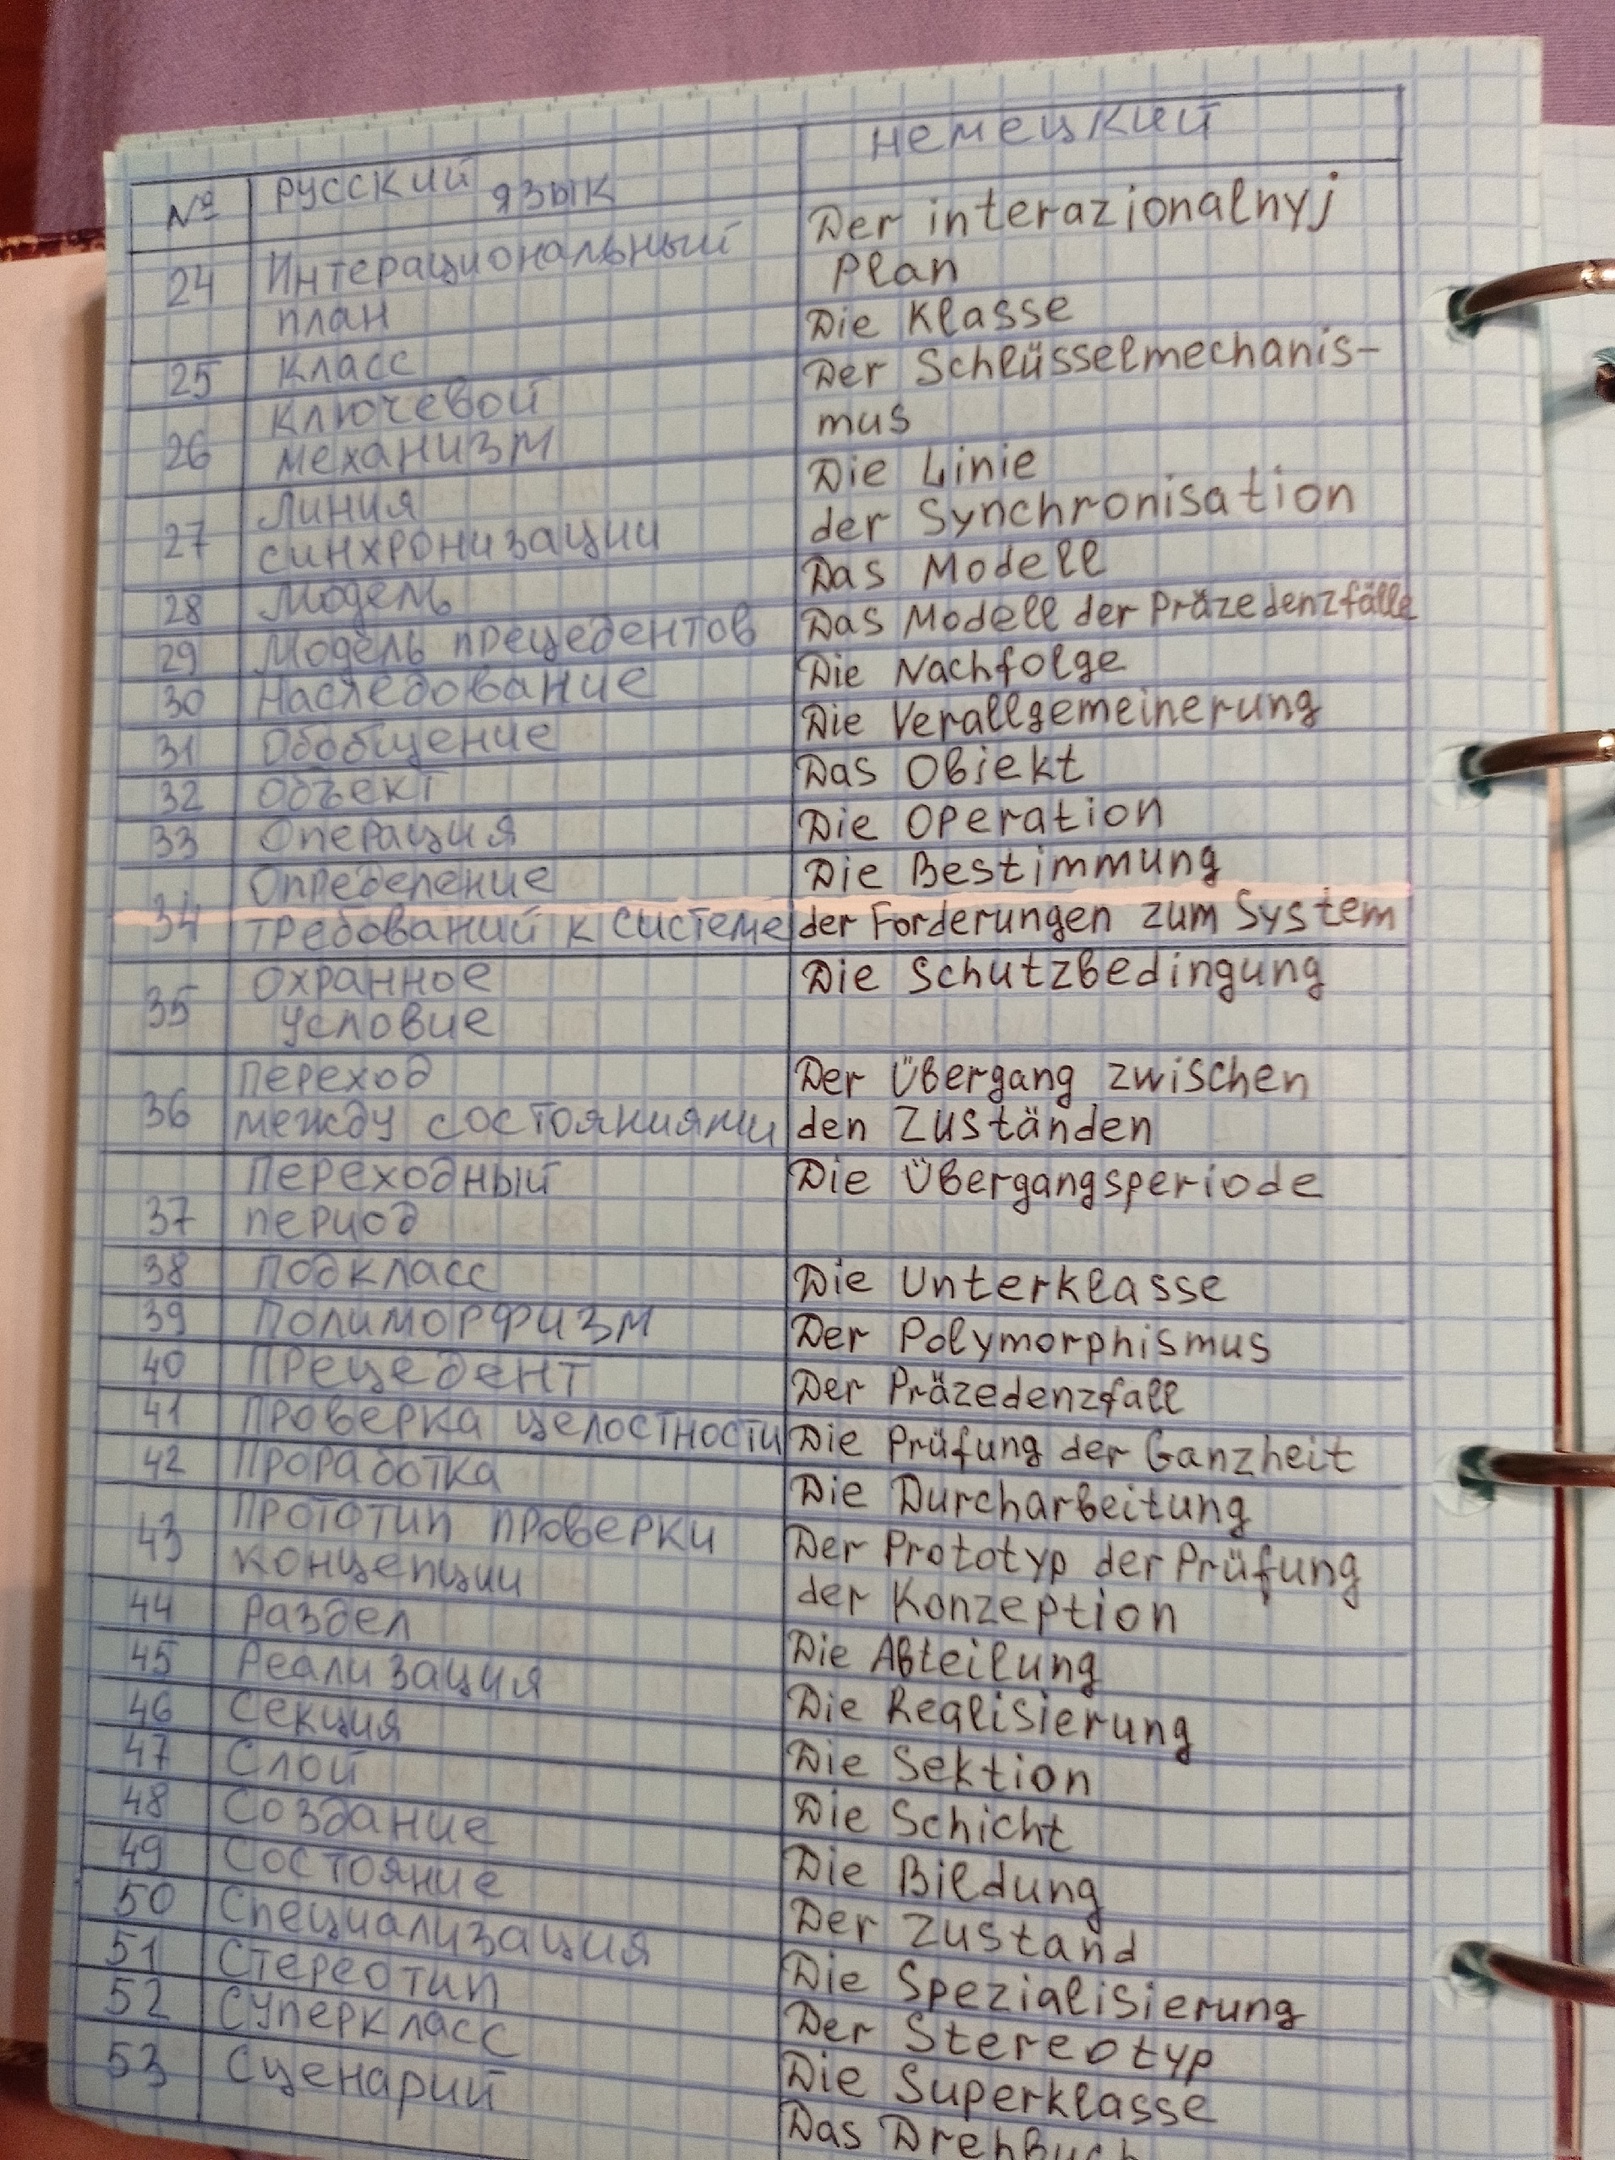 № русский язык немецкий
24 Интерациональный Der interazionalnyj
план Plan
25 класс Die Klasse
26 ключевой Der Schlüsselmechanis-
механизм mus
27 линия Die Linie
синхронизации der Synchronisation
28 Модель Das Modell
29 Модель прецедентов Das Modell der Präzedenzfälle
30 Наследование Die Nachfolge
31 Обобщение Die Verallgemeinerung
32 Объект Das Objekt
33 Операция Die Operation
34 Определение Die Bestimmung
требований к системе der Forderungen zum System
35 охранное Die Schutzbedingung
условие
36 переход Der Übergang zwischen
между состояниями den Zuständen
37 переходный Die Übergangsperiode
период
38 подкласс Die Unterklasse
39 полиморфизм Der Polymorphismus
40 прецедент Der Präzedenzfall
41 проверка целостности Die Prüfung der Ganzheit
42 проработка Die Durcharbeitung
43 прототип проверки Der Prototyp der Prüfung
концепции der Konzeption
44 раздел Die Abteilung
45 Реализация Die Realisierung
46 Секция Die Sektion
47 Слой Die Schicht
48 Создание Die Bildung
49 Состояние Der Zustand
50 Специализация Die Spezialisierung
51 Стереотип Der Stereotyp
52 Суперкласс Die Superklasse
53 Сценарий Das Drehbuch